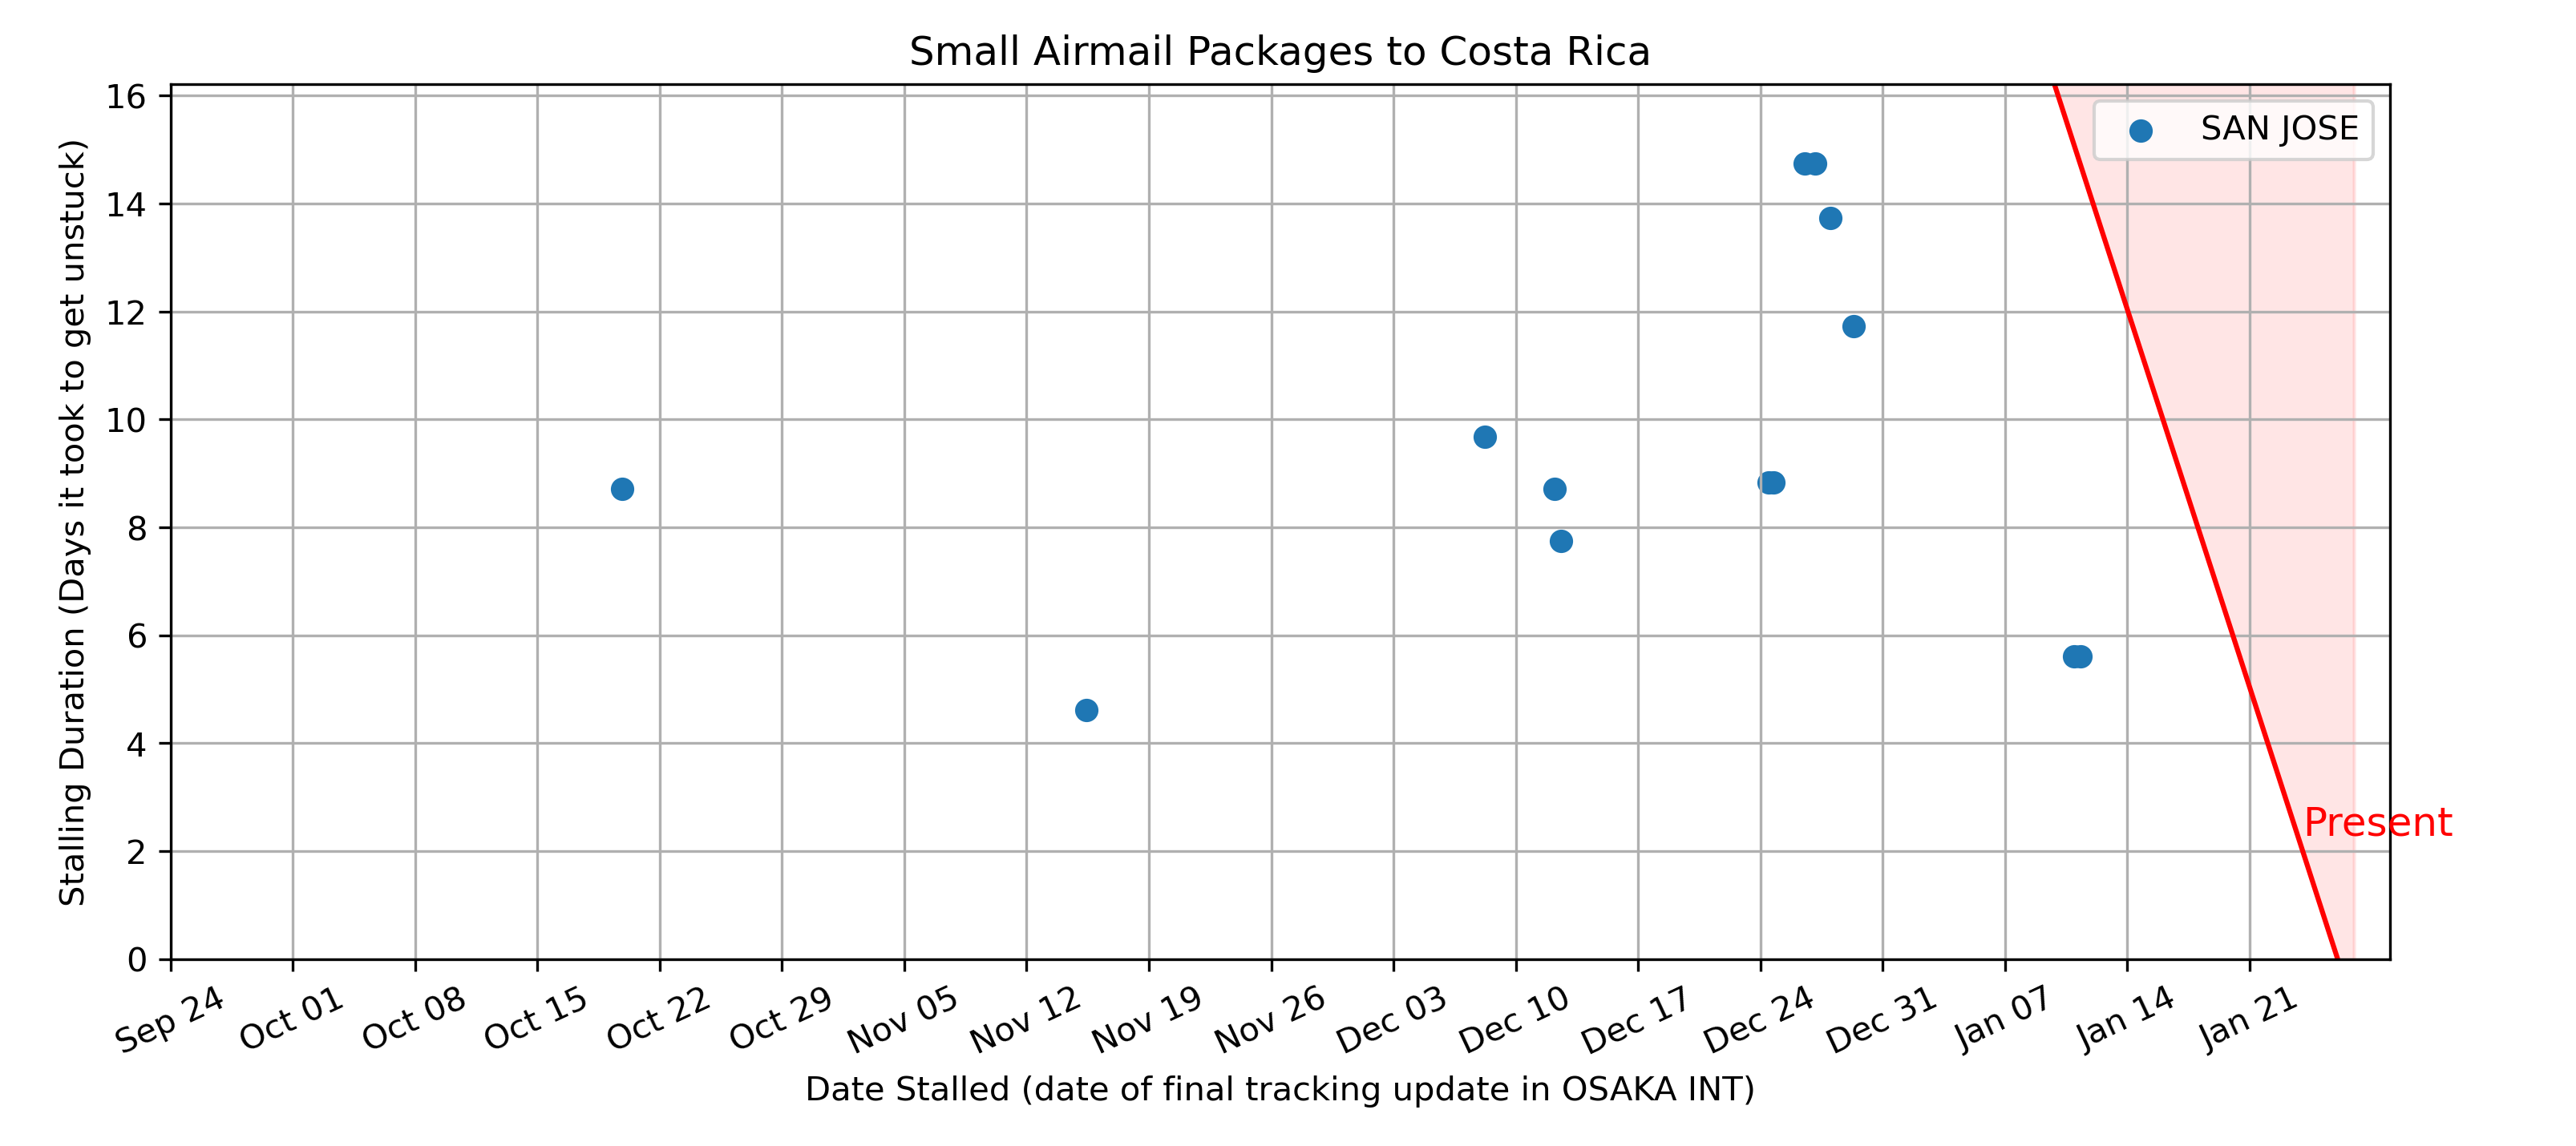 Small Airmail Packages to Costa Rica
Stalling Duration (Days it took to get unstuck)
16
14
12
10
8
6
4
2
0
SAN JOSE
Present
Sep 24
Oct 01
Oct 08
Oct 15
Oct 22
Oct 29
Nov 05
Nov 12
Nov 19
Nov 26
Dec 03
Dec 10
Dec 17
Dec 24
Dec 31
Jan 07
Jan 14
Jan 21
Date Stalled (date of final tracking update in OSAKA INT)